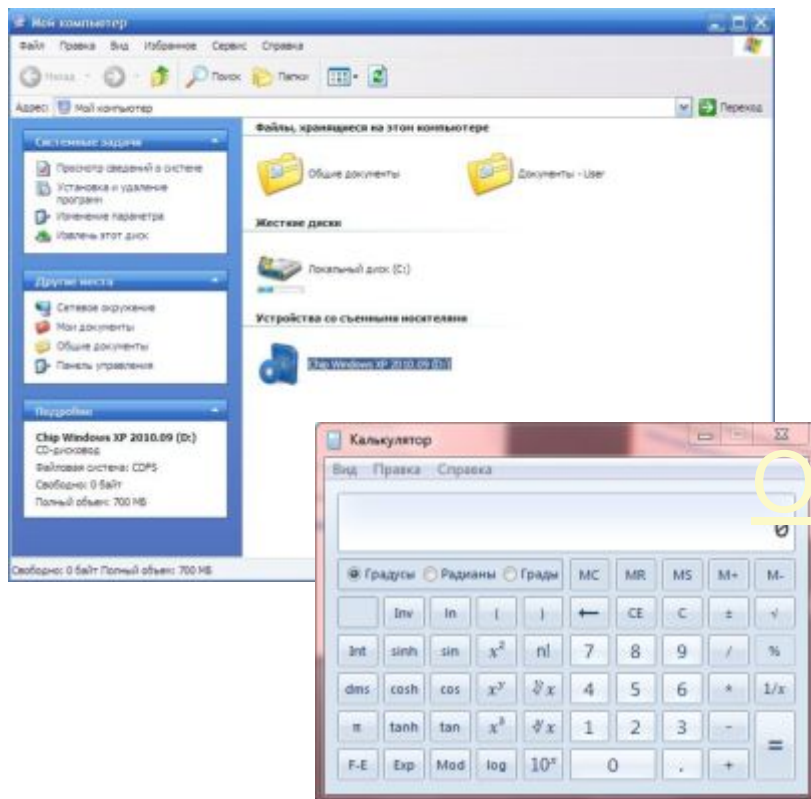 Мой компьютер
Файл Правка Вид Избранное Сервис Справка
Назад Поиск Папки
Адрес: Мой компьютер Переход
Системные задачи
Просмотр сведений о системе
Установка и удаление
программ
Изменение параметра
Извлечь этот диск
Другие места
Сетевое окружение
Мои документы
Общие документы
Панель управления
Подробно
Chip Windows XP 2010.09 (D:)
CD-дисковод
Файловая система: CDFS
Свободно: 0 байт
Полный объем: 700 МБ
Файлы, хранящиеся на этом компьютере
Общие документы Документы - User
Жесткие диски
Локальный диск (C:)
Устройства со съемными носителями
Chip Windows XP 2010.09 (D:)
Свободно: 0 байт Полный объем: 700 МБ
Калькулятор
Вид Правка Справка
О
0
Градусы Радианы Грады MC MR MS M+ M-
Inv ln ( ) ← CE C ± √
Int sinh sin x² n! 7 8 9 / %
dms cosh cos xʸ ʸ√x 4 5 6 * 1/x
π tanh tan x³ ³√x 1 2 3 - =
F-E Exp Mod log 10ˣ 0 , +